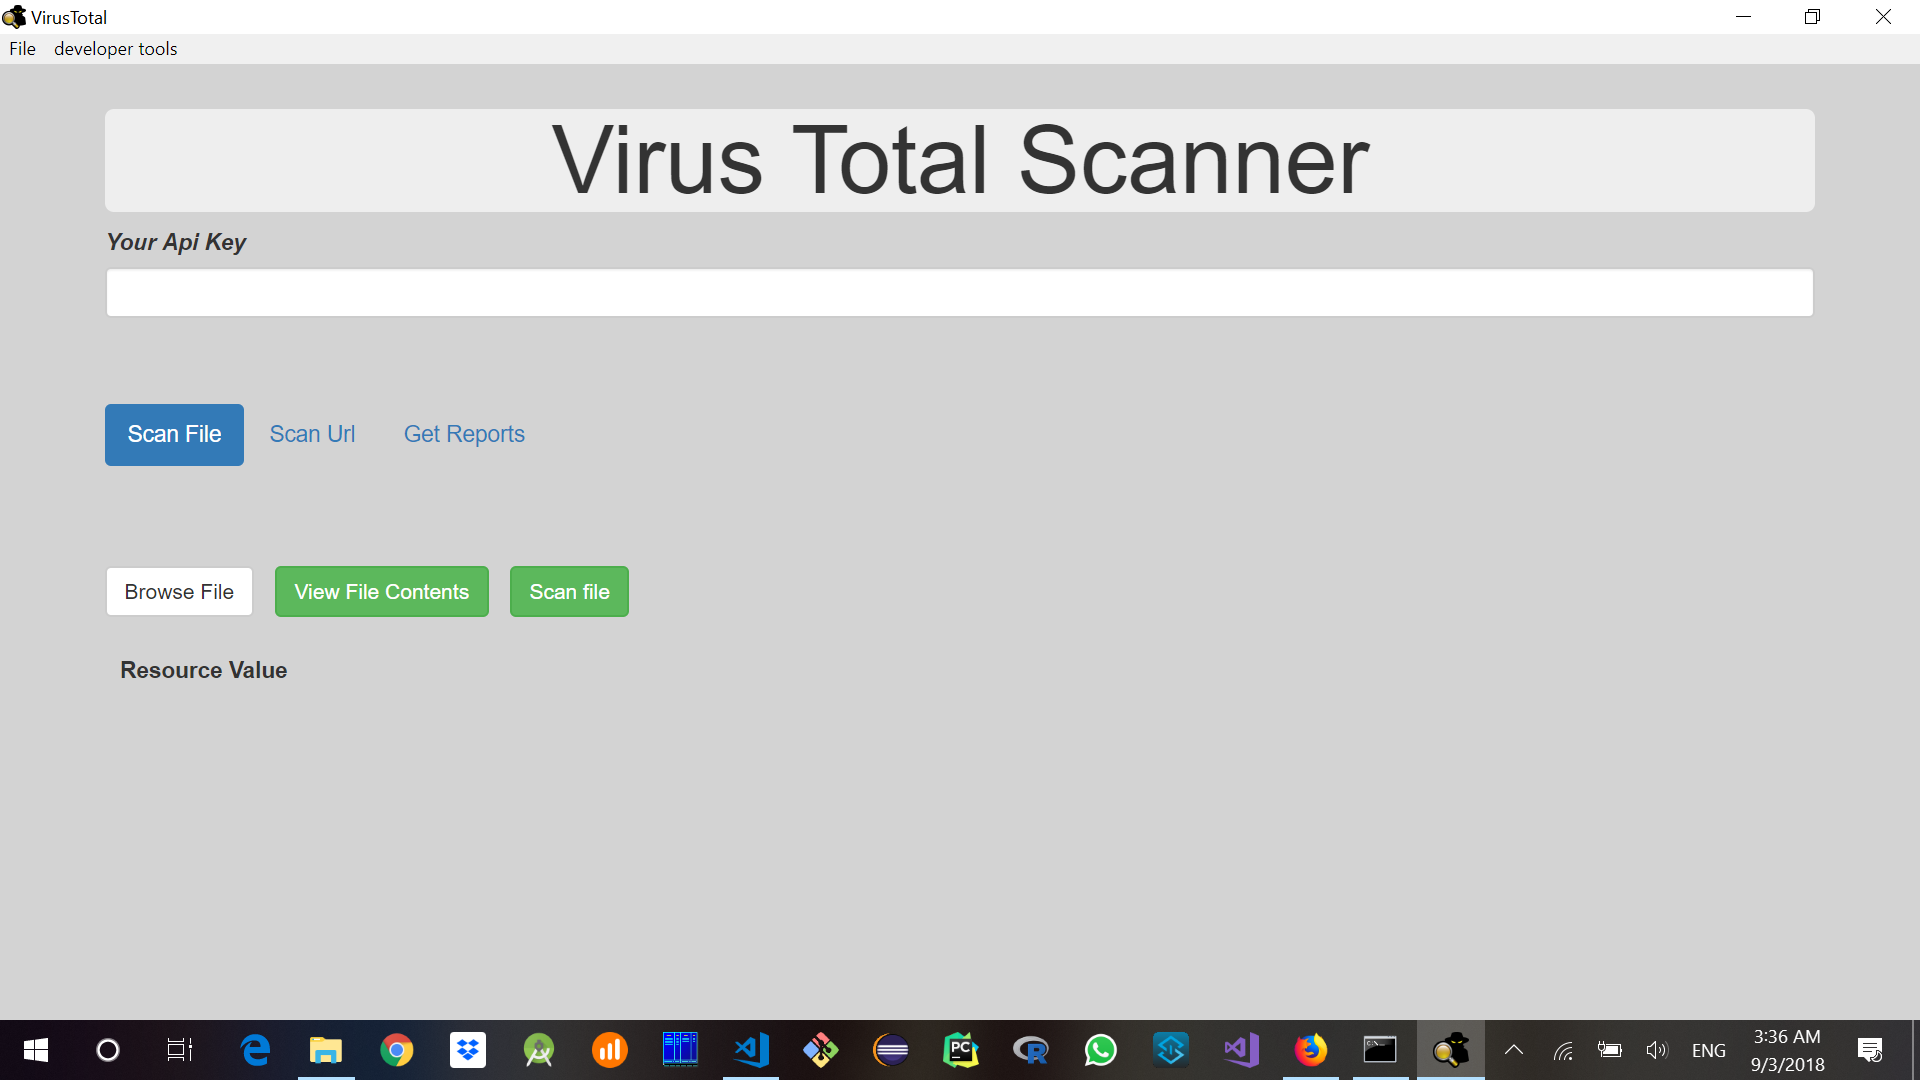 VirusTotal
File developer tools
Virus Total Scanner
Your Api Key
Scan File Scan Url Get Reports
Browse File View File Contents Scan file
Resource Value
PC R ENG 3:36 AM
9/3/2018